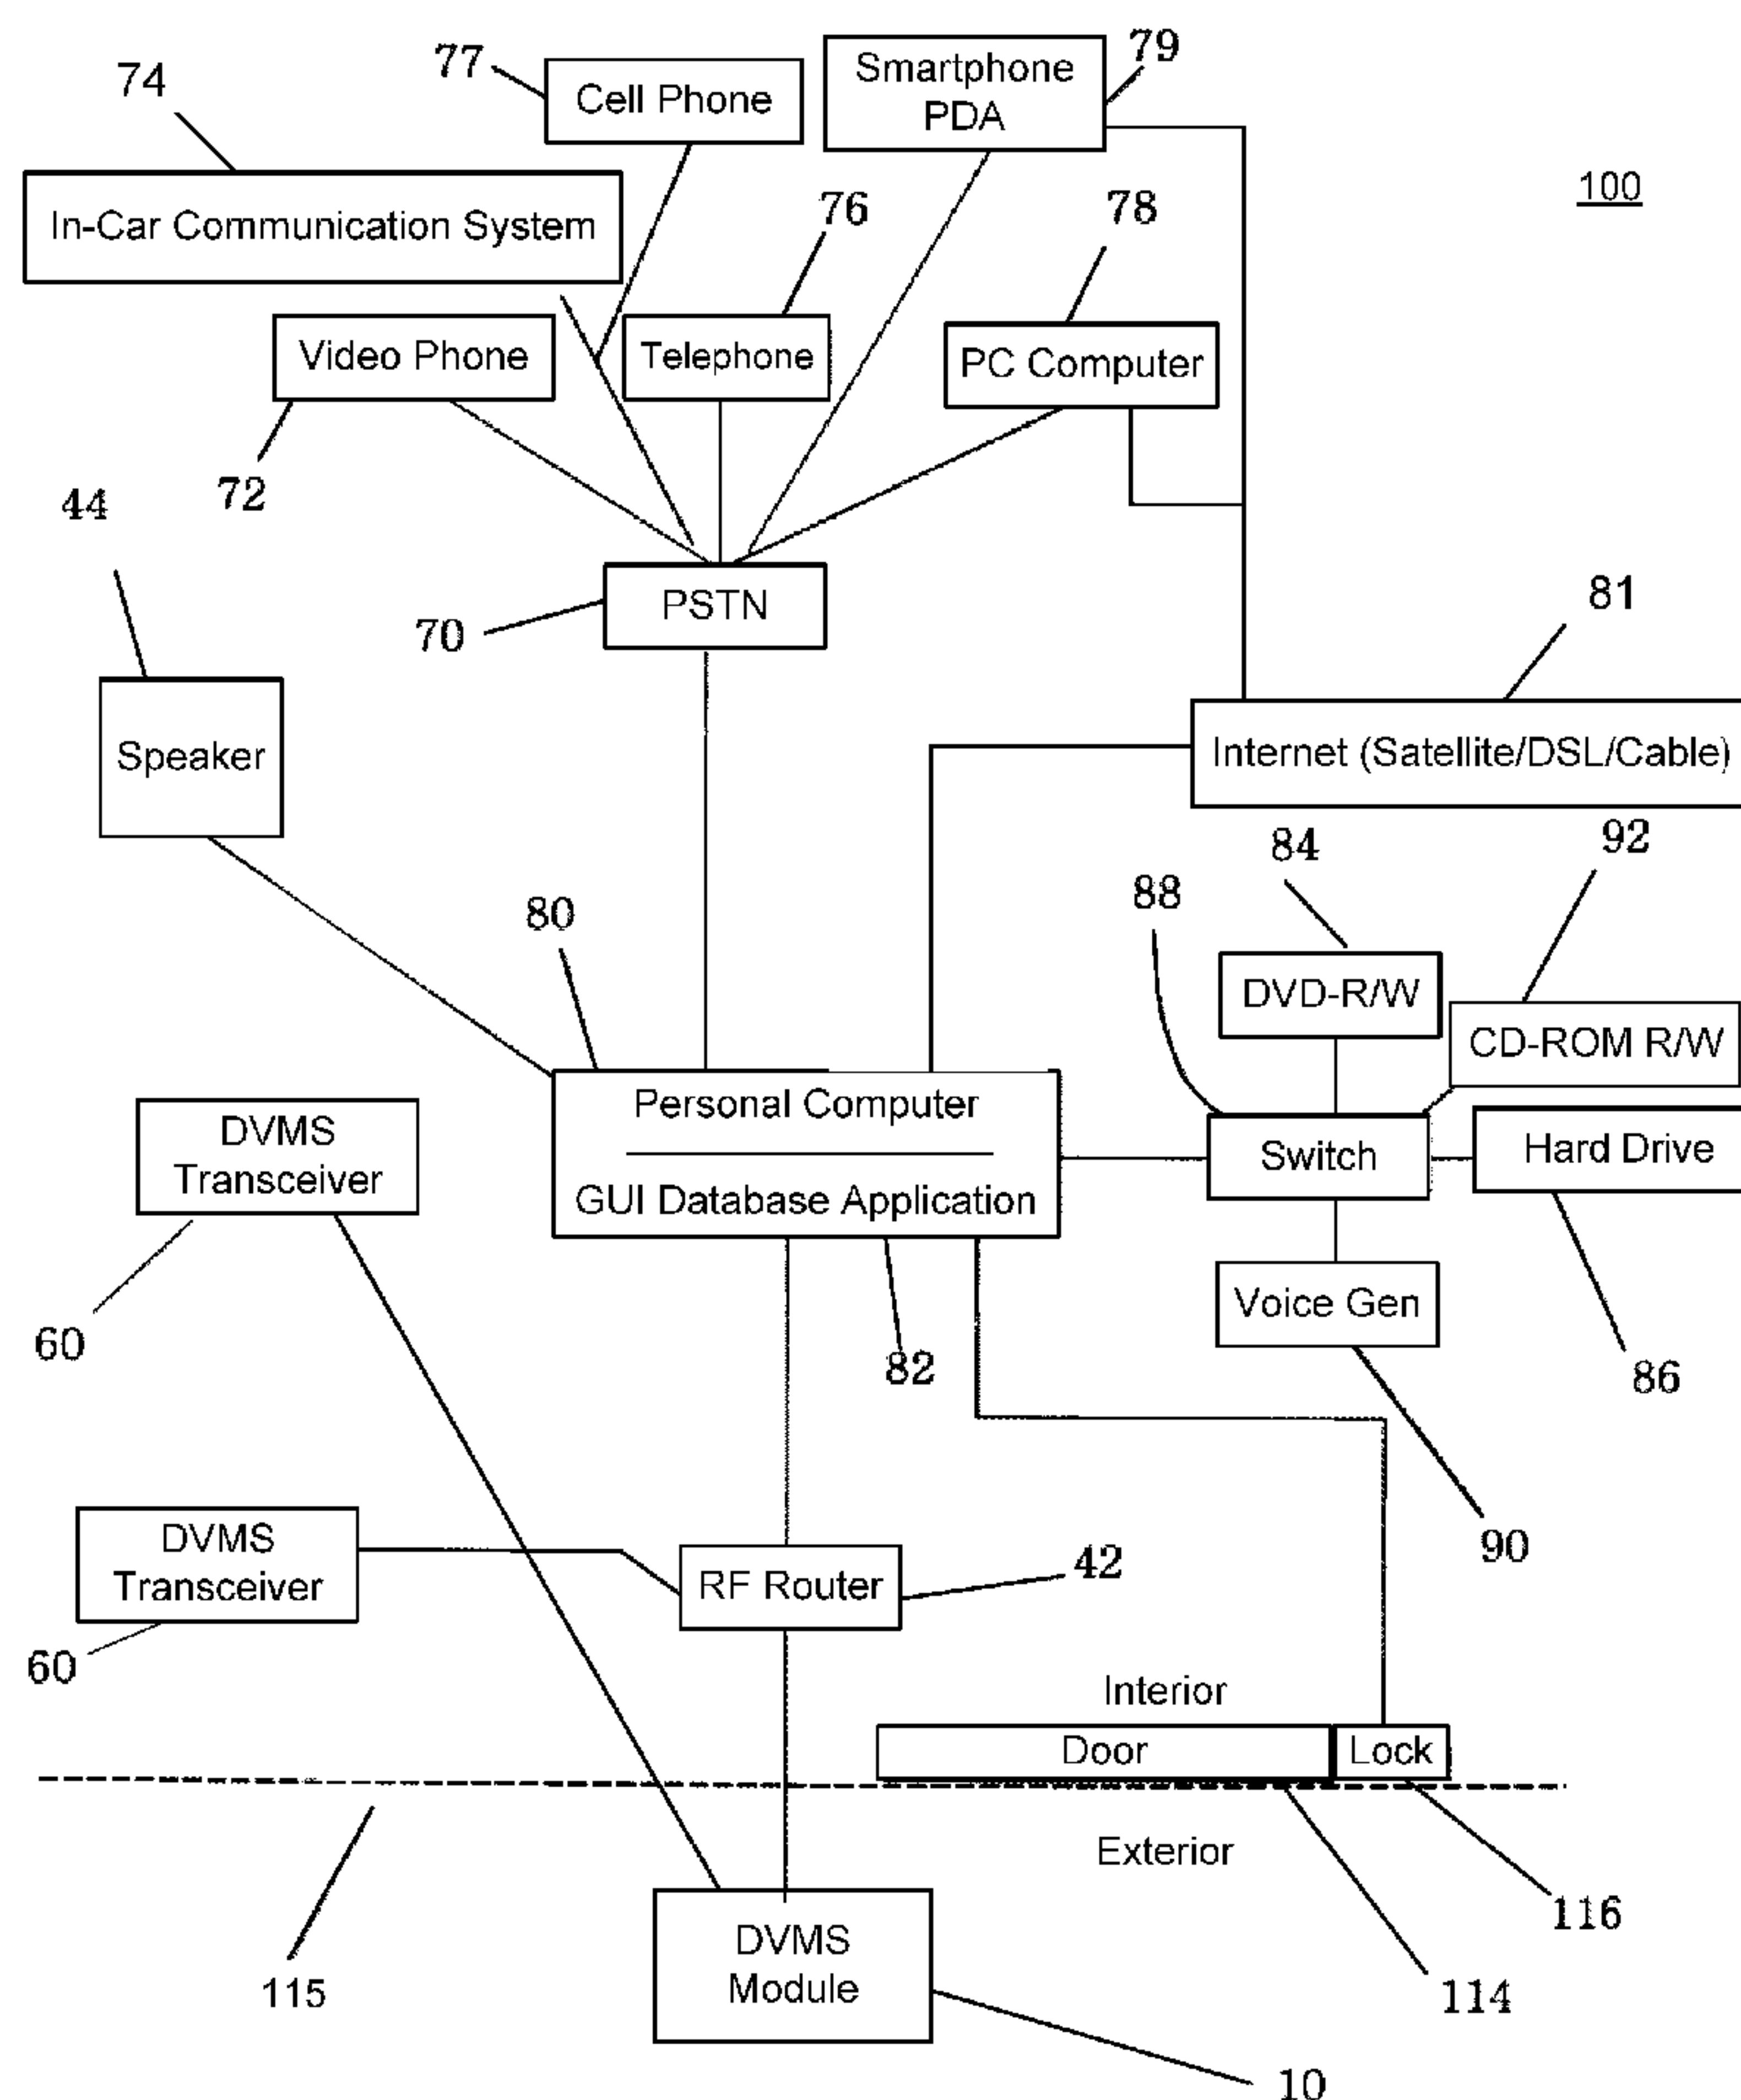 77
Cell Phone
Smartphone
PDA
79
74
100
In-Car Communication System
76
78
Video Phone
Telephone
PC Computer
72
44
PSTN
70
81
Speaker
Internet (Satellite/DSL/Cable)
84
92
88
80
DVD-R/W
CD-ROM R/W
Personal Computer
GUI Database Application
DVMS
Transceiver
Switch
Hard Drive
Voice Gen
60
82
86
90
DVMS
Transceiver
RF Router
42
60
Interior
Door
Lock
Exterior
116
115
DVMS
Module
114
10